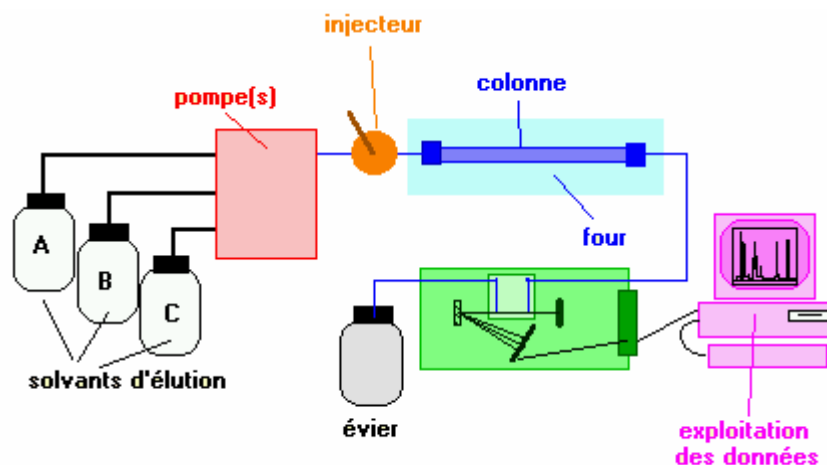 injecteur
pompe(s)
colonne
A
B
C
four
solvants d'élution
évier
exploitation
des données